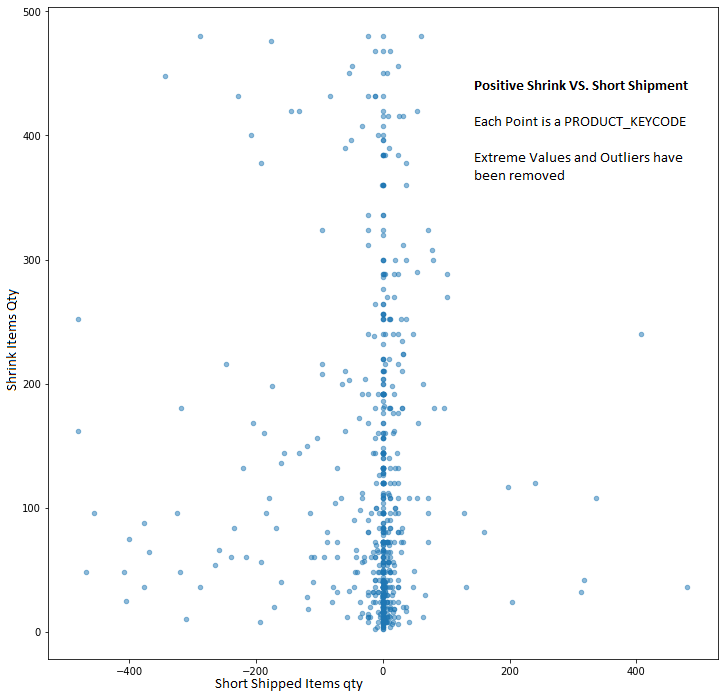 500
Positive Shrink VS. Short Shipment
Each Point is a PRODUCT_KEYCODE
Extreme Values and Outliers have
been removed
400
300
Shrink Items Qty
200
100
0
−400 −200 0 200 400
Short Shipped Items qty